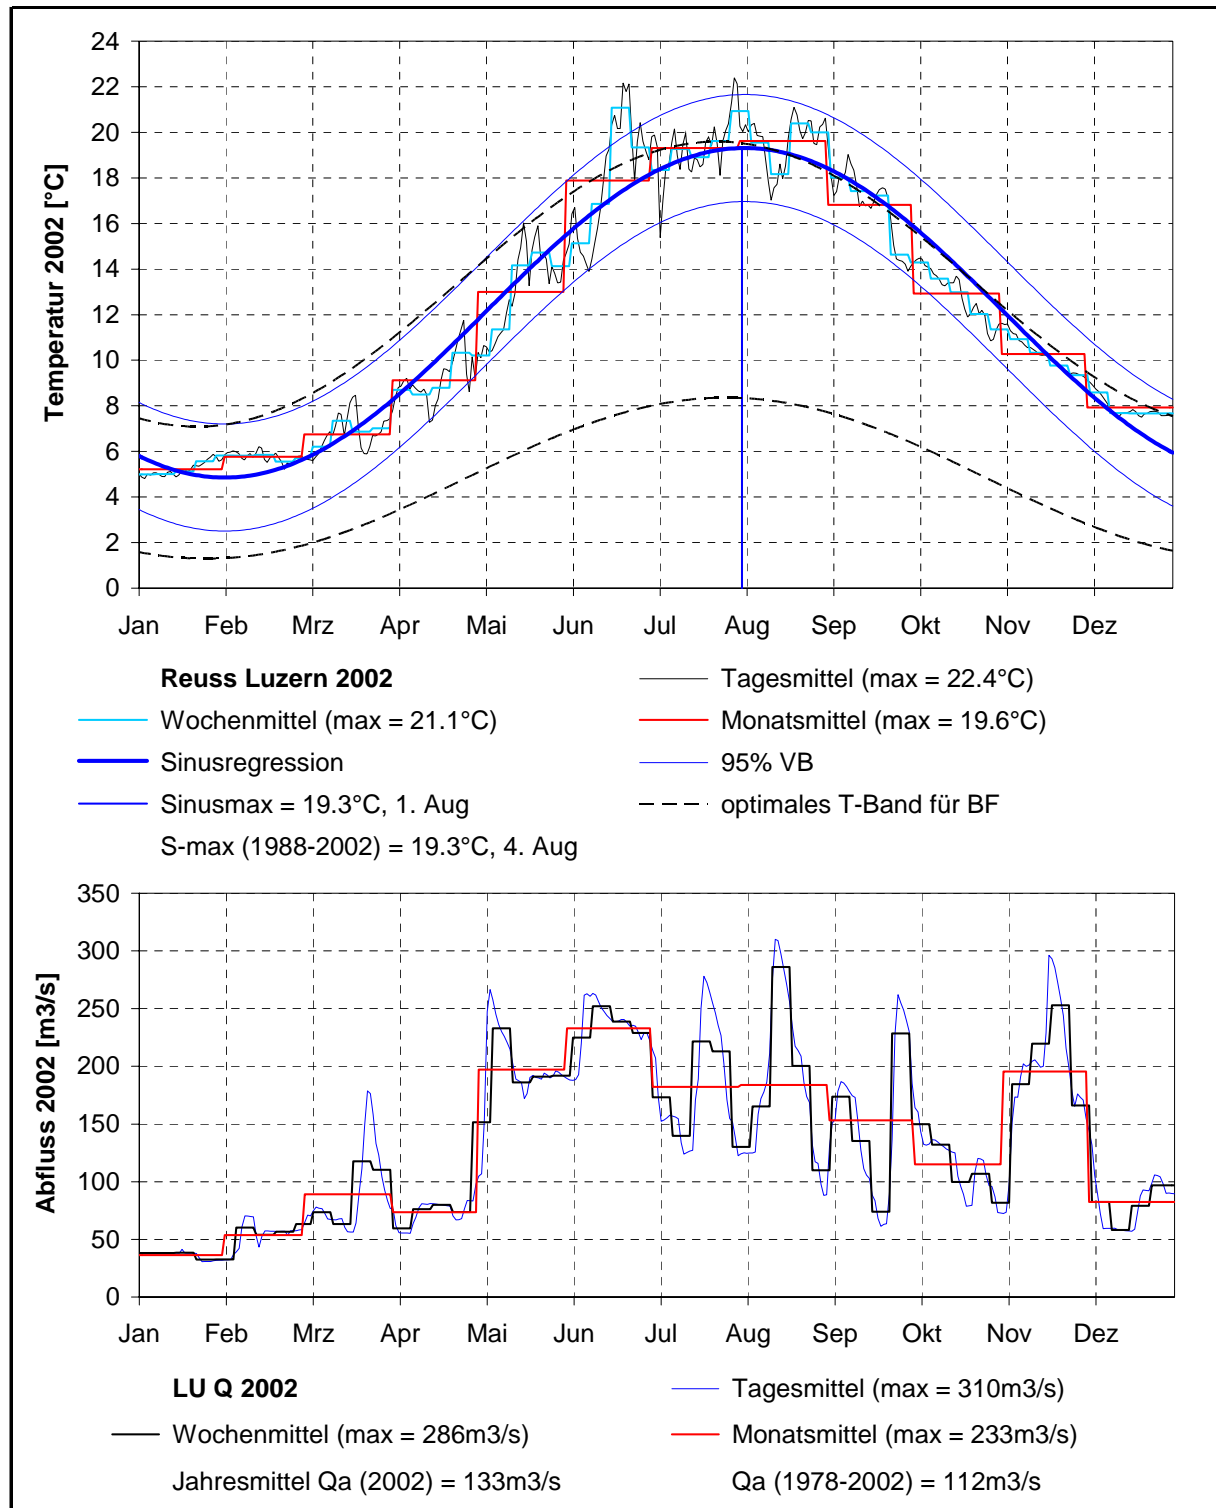 Temperatur 2002 [°C]
24
22
20
18
16
14
12
10
8
6
4
2
0
Jan Feb Mrz Apr Mai Jun Jul Aug Sep Okt Nov Dez
Reuss Luzern 2002
Tagesmittel (max = 22.4°C)
Wochenmittel (max = 21.1°C)
Monatsmittel (max = 19.6°C)
Sinusregression
95% VB
Sinusmax = 19.3°C, 1. Aug
optimales T-Band für BF
S-max (1988-2002) = 19.3°C, 4. Aug
Abfluss 2002 [m3/s]
350
300
250
200
150
100
50
0
Jan Feb Mrz Apr Mai Jun Jul Aug Sep Okt Nov Dez
LU Q 2002
Tagesmittel (max = 310m3/s)
Wochenmittel (max = 286m3/s)
Monatsmittel (max = 233m3/s)
Jahresmittel Qa (2002) = 133m3/s
Qa (1978-2002) = 112m3/s